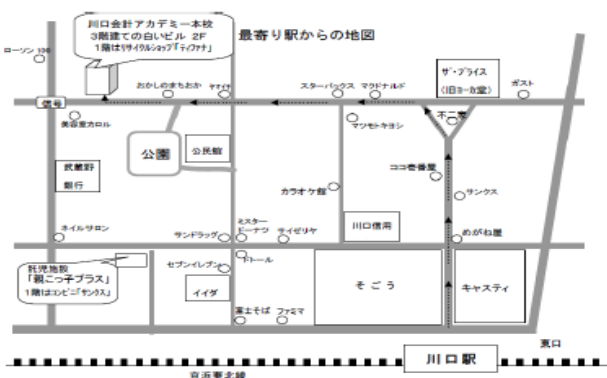 川口会計アカデミー本校
3階建ての白いビル 2F
1階はリサイクルショップ「ティファナ」
最寄り駅からの地図
ローソン100
おかしのまちおか
ヤオイチ
スターバックス
マクドナルド
ザ・プライス
(旧ヨーカ堂)
ガスト
信号
美容室カロル
マツモトキヨシ
不二家
公園
公民館
武蔵野
銀行
ココ壱番屋
カラオケ館
サンクス
ネイルサロン
サンドラッグ
ミスター
ドーナツ
サイゼリヤ
川口信用
めがね屋
託児施設
「親こっ子プラス」
1階はコンビニ「サンクス」
セブンイレブン
ドトール
イイダ
そごう
キャスティ
富士そば
ファミマ
東口
川口駅
京浜東北線